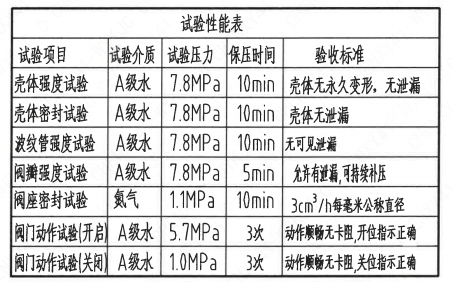 试验性能表
试验项目 试验介质 试验压力 保压时间 验收标准
壳体强度试验 A级水 7.8MPa 10min 壳体无永久变形，无泄漏
壳体密封试验 A级水 7.8MPa 10min 壳体无泄漏
波纹管强度试验 A级水 7.8MPa 10min 无可见泄漏
阀瓣强度试验 A级水 7.8MPa 5min 允许有泄漏,可持续补压
阀座密封试验 氮气 1.1MPa 10min 3cm³/h每毫米公称直径
阀门动作试验(开启) A级水 5.7MPa 3次 动作顺畅无卡阻,开位指示正确
阀门动作试验(关闭) A级水 1.0MPa 3次 动作顺畅无卡阻,关位指示正确